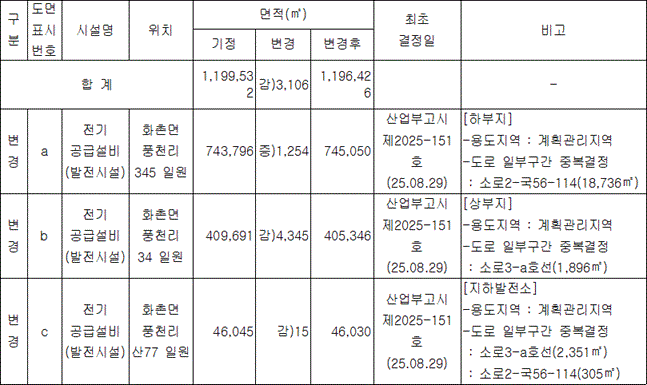 구분 도면표시번호 시설명 위치 면적(㎡) 최초결정일 비고
기정 변경 변경후
합 계 1,199,532 감)3,106 1,196,426 -
변경 a 전기 공급설비 (발전시설) 화촌면 풍천리 345 일원 743,796 증)1,254 745,050 산업부고시 제2025-151호 (25.08.29)
[하부지]
-용도지역 : 계획관리지역
-도로 일부구간 중복결정
: 소로2-국56-114(18,736㎡)
변경 b 전기 공급설비 (발전시설) 화촌면 풍천리 34 일원 409,691 감)4,345 405,346 산업부고시 제2025-151호 (25.08.29)
[상부지]
-용도지역 : 계획관리지역
-도로 일부구간 중복결정
: 소로3-a호선(1,896㎡)
변경 c 전기 공급설비 (발전시설) 화촌면 풍천리 산77 일원 46,045 감)15 46,030 산업부고시 제2025-151호 (25.08.29)
[지하발전소]
-용도지역 : 계획관리지역
-도로 일부구간 중복결정
: 소로3-a호선(2,351㎡)
: 소로2-국56-114(305㎡)